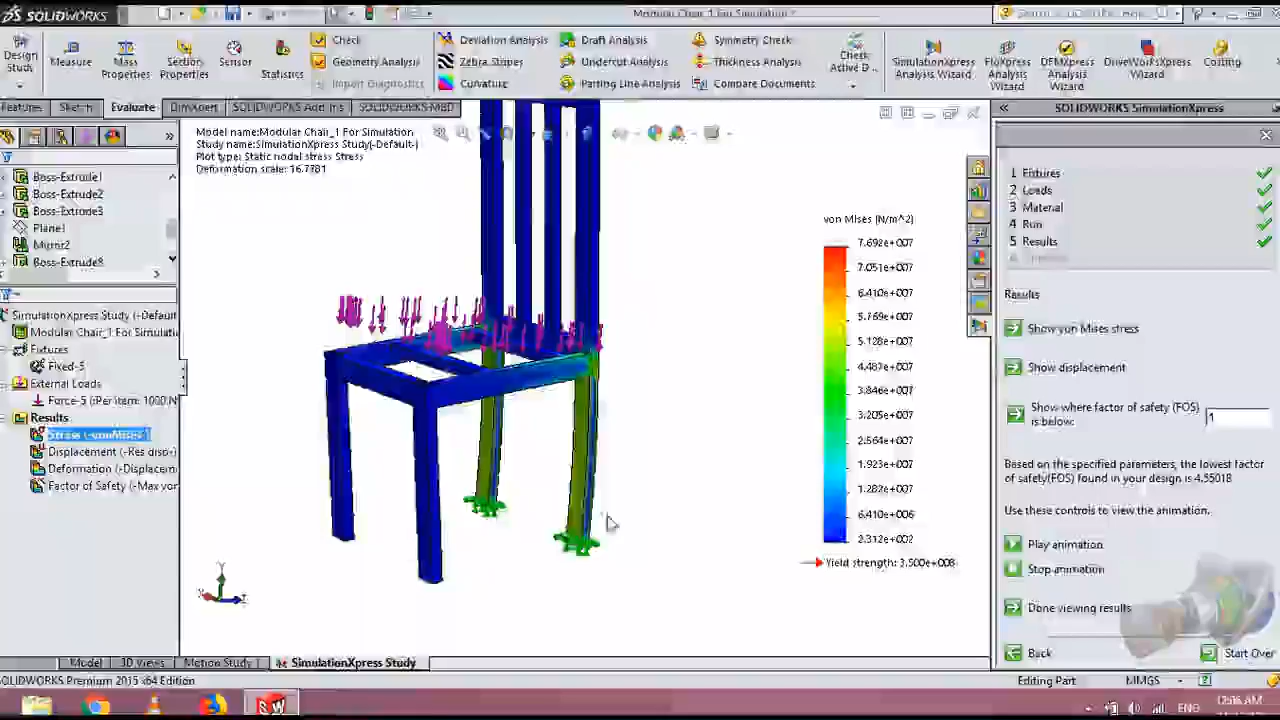 SOLIDWORKS
Modular Chair_1 For Simulation *
Design Study
Measure
Mass Properties
Section Properties
Sensor
Statistics
Check
Geometry Analysis
Import Diagnostics
Deviation Analysis
Zebra Stripes
Curvature
Draft Analysis
Undercut Analysis
Parting Line Analysis
Symmetry Check
Thickness Analysis
Compare Documents
Check Active D...
SimulationXpress Analysis Wizard
FloXpress Analysis Wizard
DFMXpress Analysis Wizard
DriveWorksXpress Wizard
Costing
Features
Sketch
Evaluate
DimXpert
SOLIDWORKS Add-Ins
SOLIDWORKS MBD
SOLIDWORKS SimulationXpress
Boss-Extrude1
Boss-Extrude2
Boss-Extrude3
Plane1
Mirror2
Boss-Extrude8
SimulationXpress Study (-Default-
Modular Chair_1 For Simulati
Fixtures
Fixed-5
External Loads
Force-5 (:Per item: 1000 N
Results
Stress (-vonMises-)
Displacement (-Res disp-)
Deformation (-Displacem
Factor of Safety (-Max vor
Model name:Modular Chair_1 For Simulation
Study name:SimulationXpress Study(-Default-)
Plot type: Static nodal stress Stress
Deformation scale: 16.7781
von Mises (N/m^2)
7.692e+007
7.051e+007
6.410e+007
5.769e+007
5.128e+007
4.487e+007
3.846e+007
3.205e+007
2.564e+007
1.923e+007
1.282e+007
6.410e+006
2.312e+002
Yield strength: 3.500e+008
1 Fixtures
2 Loads
3 Material
4 Run
5 Results
Results
Show von Mises stress
Show displacement
Show where factor of safety (FOS)
is below:
1
Based on the specified parameters, the lowest factor
of safety(FOS) found in your design is 4.55018
Use these controls to view the animation.
Play animation
Stop animation
Done viewing results
Back
Start Over
Y
Z
Model
3D Views
Motion Study 1
SimulationXpress Study
SOLIDWORKS Premium 2015 x64 Edition
Editing Part
MMGS
ENG
12:16 AM